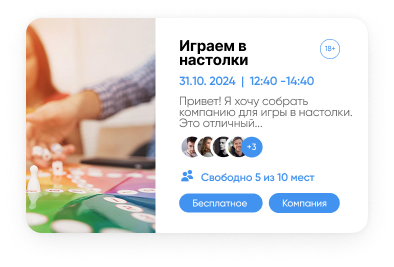 Играем в
настолки
18+
31.10. 2024 | 12:40 -14:40
Привет! Я хочу собрать
компанию для игры в настолки.
Это отличный...
+3
Свободно 5 из 10 мест
Бесплатное
Компания